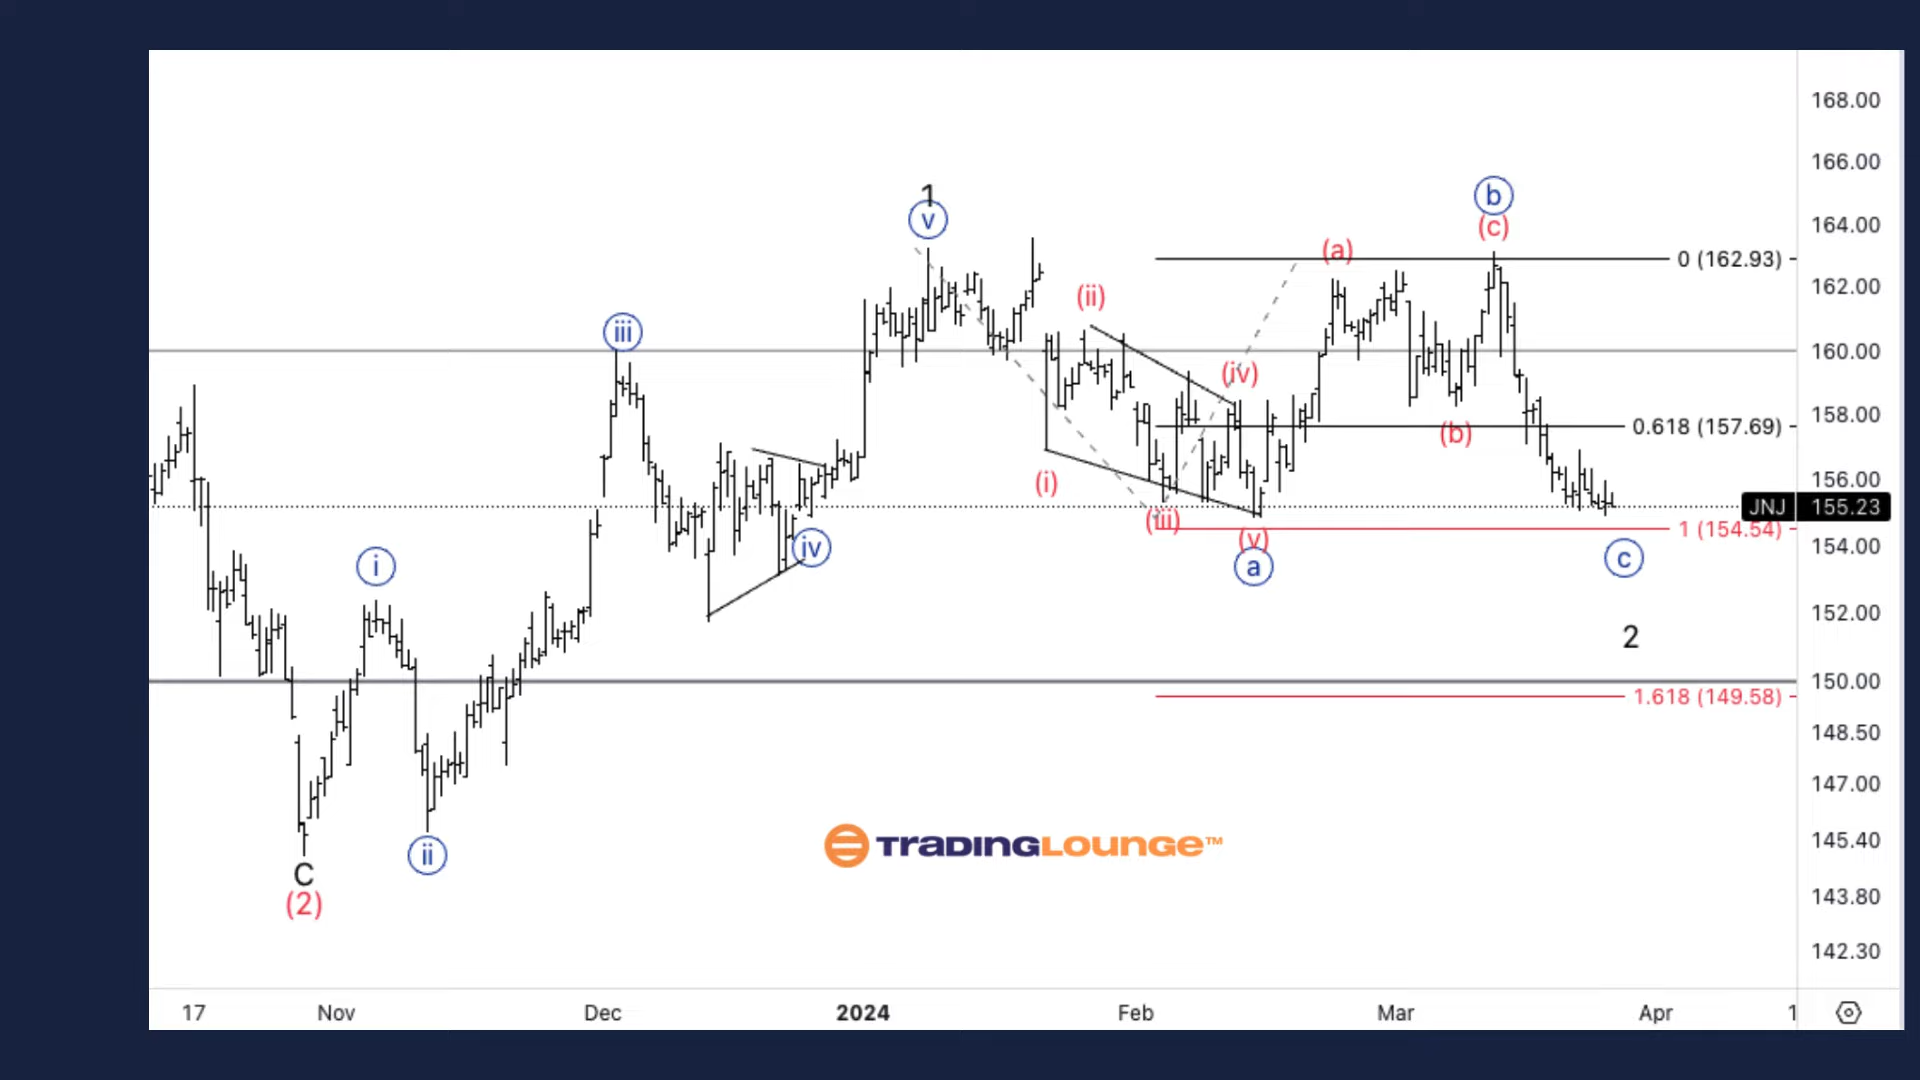 168.00
166.00
1
ⓥ
ⓑ
(c)
164.00
(a)
0 (162.93)
(ii)
162.00
ⓘⓘⓘ
160.00
(iv)
158.00
0.618 (157.69)
(b)
(i)
156.00
JNJ 155.23
(iii)
(v)
1 (154.54)
154.00
ⓘ
ⓘⓥ
ⓐ
ⓒ
152.00
2
150.00
1.618 (149.58)
148.50
147.00
145.40
TRADINGLOUNGE™
ⓘⓘ
C
(2)
143.80
142.30
17 Nov Dec 2024 Feb Mar Apr 1